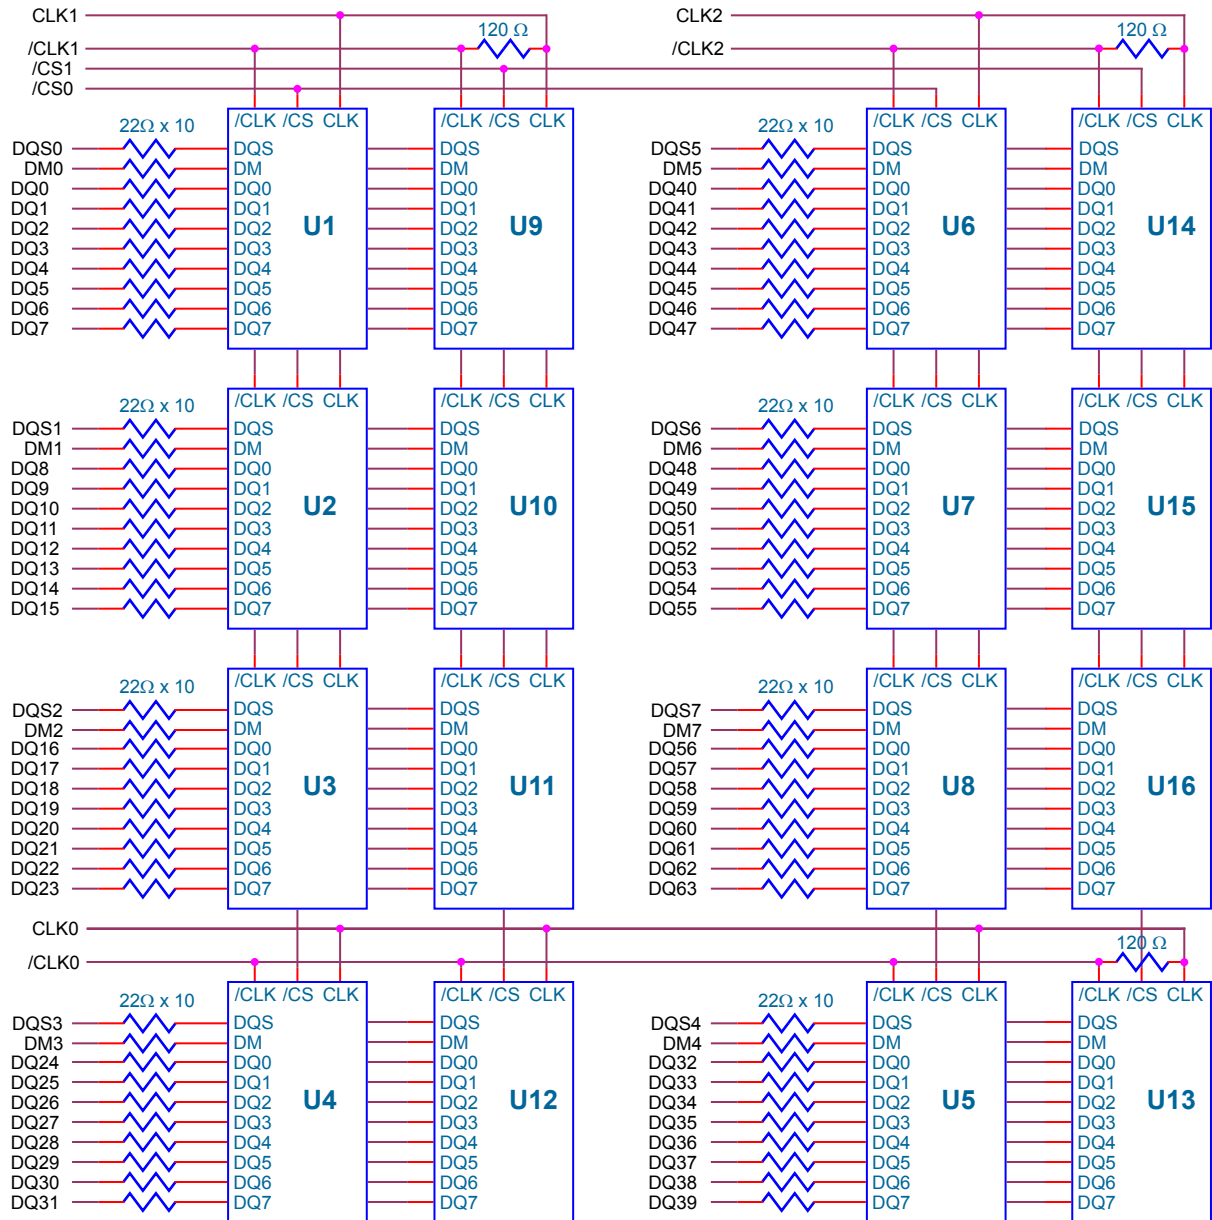 CLK1 CLK2
120 Ω 120 Ω
/CLK1 /CLK2
/CS1
/CS0
/CLK /CS CLK /CLK /CS CLK /CLK /CS CLK /CLK /CS CLK
22Ω x 10 22Ω x 10
DQS0 DQS DQS DQS5 DQS DQS
DM0 DM DM DM5 DM DM
DQ0 DQ0 DQ0 DQ40 DQ0 DQ0
DQ1 DQ1 DQ1 DQ41 DQ1 DQ1
U1 U9 U6 U14
DQ2 DQ2 DQ2 DQ42 DQ2 DQ2
DQ3 DQ3 DQ3 DQ43 DQ3 DQ3
DQ4 DQ4 DQ4 DQ44 DQ4 DQ4
DQ5 DQ5 DQ5 DQ45 DQ5 DQ5
DQ6 DQ6 DQ6 DQ46 DQ6 DQ6
DQ7 DQ7 DQ7 DQ47 DQ7 DQ7
/CLK /CS CLK /CLK /CS CLK /CLK /CS CLK /CLK /CS CLK
22Ω x 10 22Ω x 10
DQS1 DQS DQS DQS6 DQS DQS
DM1 DM DM DM6 DM DM
DQ8 DQ0 DQ0 DQ48 DQ0 DQ0
DQ9 DQ1 DQ1 DQ49 DQ1 DQ1
U2 U10 U7 U15
DQ10 DQ2 DQ2 DQ50 DQ2 DQ2
DQ11 DQ3 DQ3 DQ51 DQ3 DQ3
DQ12 DQ4 DQ4 DQ52 DQ4 DQ4
DQ13 DQ5 DQ5 DQ53 DQ5 DQ5
DQ14 DQ6 DQ6 DQ54 DQ6 DQ6
DQ15 DQ7 DQ7 DQ55 DQ7 DQ7
/CLK /CS CLK /CLK /CS CLK /CLK /CS CLK /CLK /CS CLK
22Ω x 10 22Ω x 10
DQS2 DQS DQS DQS7 DQS DQS
DM2 DM DM DM7 DM DM
DQ16 DQ0 DQ0 DQ56 DQ0 DQ0
DQ17 DQ1 DQ1 DQ57 DQ1 DQ1
U3 U11 U8 U16
DQ18 DQ2 DQ2 DQ58 DQ2 DQ2
DQ19 DQ3 DQ3 DQ59 DQ3 DQ3
DQ20 DQ4 DQ4 DQ60 DQ4 DQ4
DQ21 DQ5 DQ5 DQ61 DQ5 DQ5
DQ22 DQ6 DQ6 DQ62 DQ6 DQ6
DQ23 DQ7 DQ7 DQ63 DQ7 DQ7
CLK0
120 Ω
/CLK0
/CLK /CS CLK /CLK /CS CLK /CLK /CS CLK /CLK /CS CLK
22Ω x 10 22Ω x 10
DQS3 DQS DQS DQS4 DQS DQS
DM3 DM DM DM4 DM DM
DQ24 DQ0 DQ0 DQ32 DQ0 DQ0
DQ25 DQ1 DQ1 DQ33 DQ1 DQ1
U4 U12 U5 U13
DQ26 DQ2 DQ2 DQ34 DQ2 DQ2
DQ27 DQ3 DQ3 DQ35 DQ3 DQ3
DQ28 DQ4 DQ4 DQ36 DQ4 DQ4
DQ29 DQ5 DQ5 DQ37 DQ5 DQ5
DQ30 DQ6 DQ6 DQ38 DQ6 DQ6
DQ31 DQ7 DQ7 DQ39 DQ7 DQ7